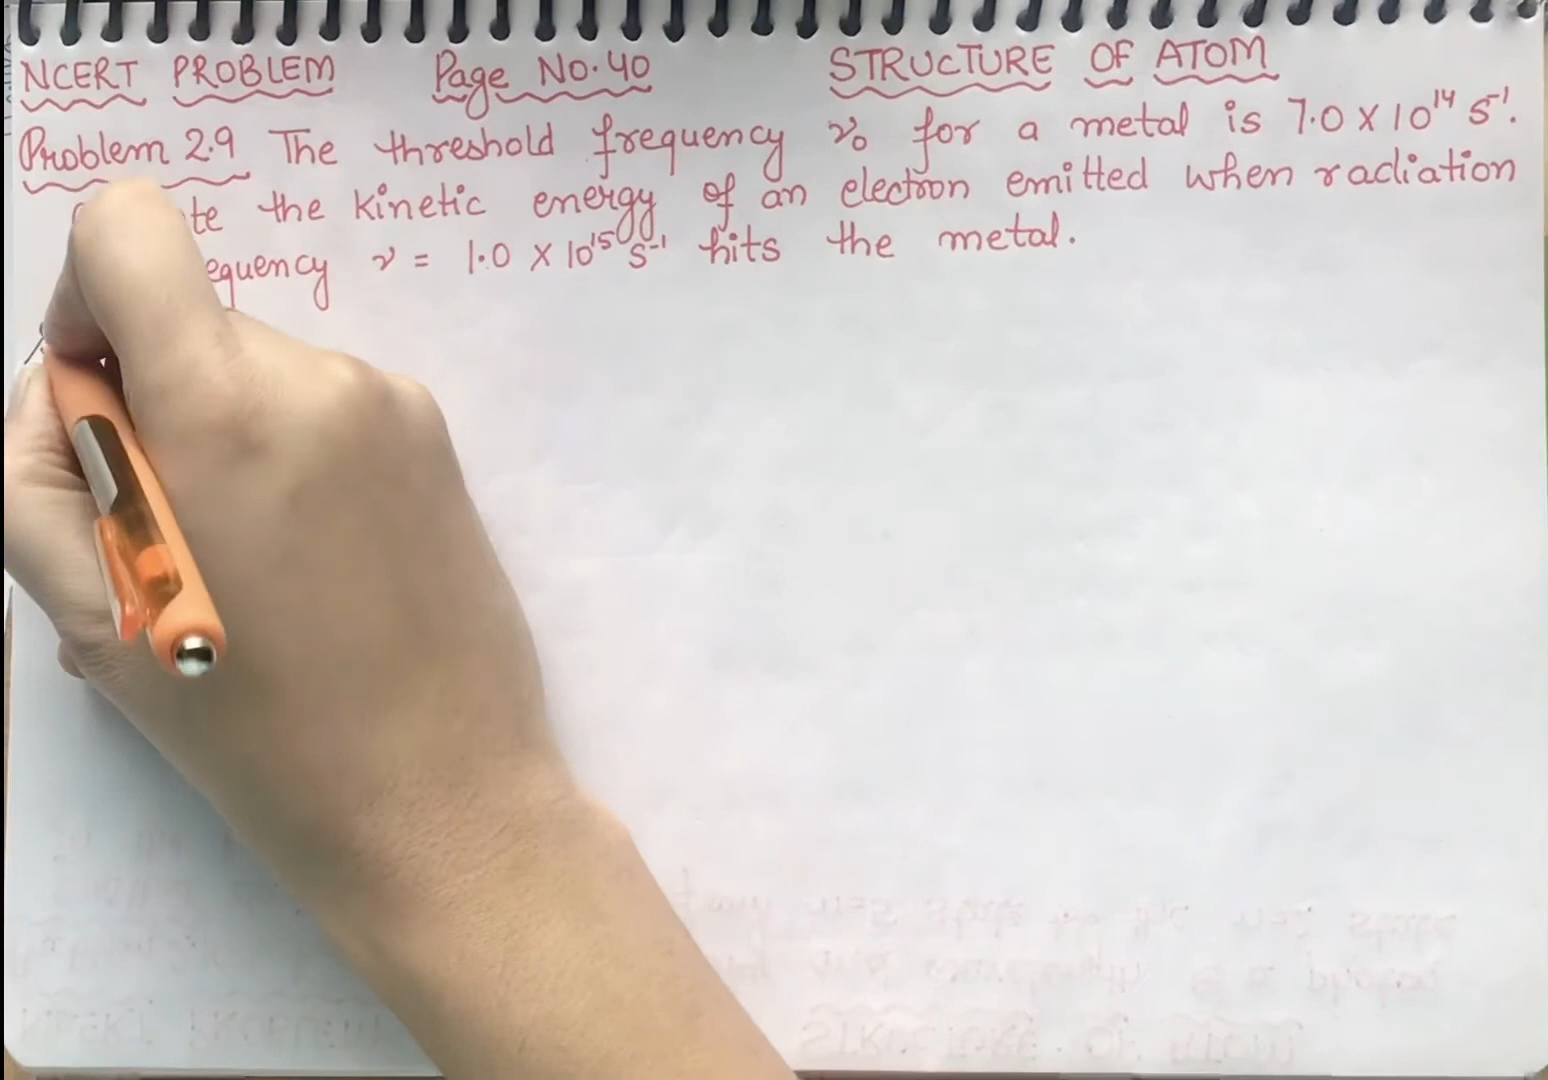 NCERT PROBLEM Page No.40 STRUCTURE OF ATOM
Problem 2.9 The threshold frequency ν₀ for a metal is 7.0 × 10¹⁴ s⁻¹.
te the kinetic energy of an electron emitted when radiation
equency ν = 1.0 × 10¹⁵ s⁻¹ hits the metal.